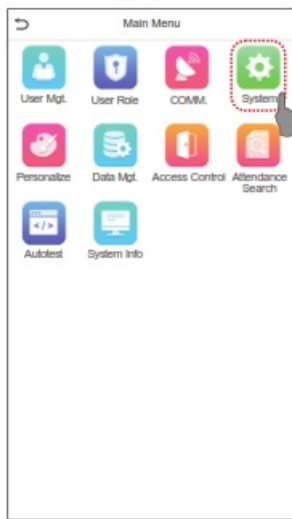 Main Menu
User Mgt.
User Role
COMM.
System
Personalize
Data Mgt.
Access Control
Attendance
Search
Autotest
System Info